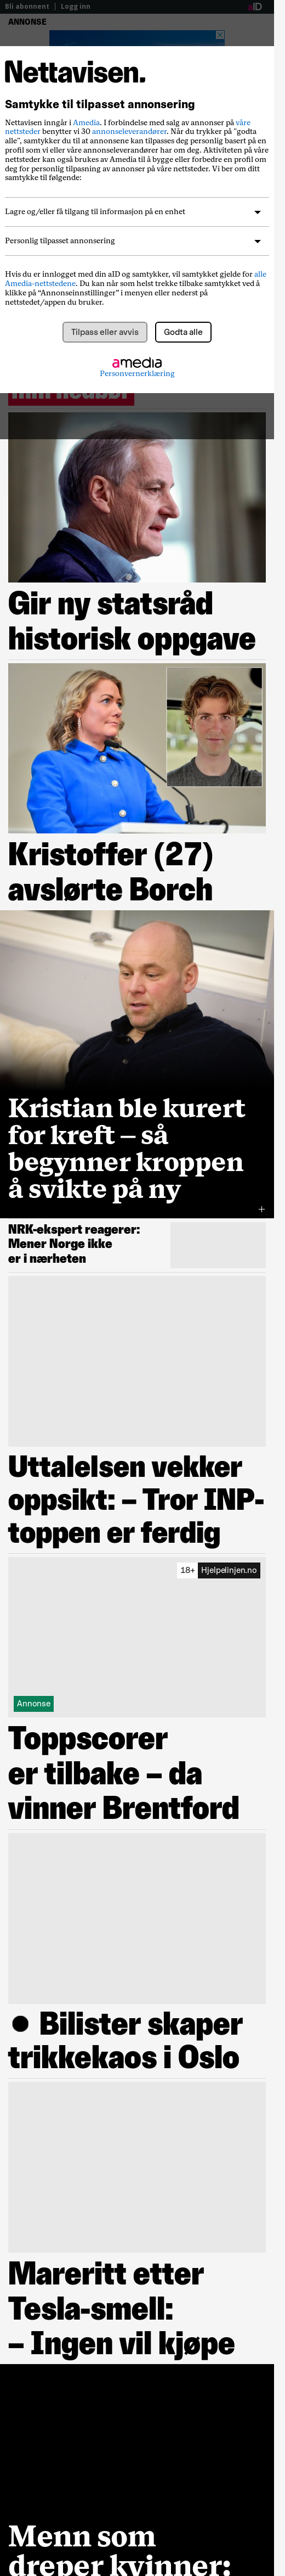 Bli abonnent | Logg inn
aID
ANNONSE
Nettavisen.
Samtykke til tilpasset annonsering
Nettavisen inngår i Amedia. I forbindelse med salg av annonser på våre
nettsteder benytter vi 30 annonseleverandører. Når du trykker på "godta
alle", samtykker du til at annonsene kan tilpasses deg personlig basert på en
profil som vi eller våre annonseleverandører har om deg. Aktiviteten på våre
nettsteder kan også brukes av Amedia til å bygge eller forbedre en profil om
deg for personlig tilpasning av annonser på våre nettsteder. Vi ber om ditt
samtykke til følgende:
Lagre og/eller få tilgang til informasjon på en enhet
Personlig tilpasset annonsering
Hvis du er innlogget med din aID og samtykker, vil samtykket gjelde for alle
Amedia-nettstedene. Du kan når som helst trekke tilbake samtykket ved å
klikke på "Annonseinnstillinger" i menyen eller nederst på
nettstedet/appen du bruker.
Tilpass eller avvis
Godta alle
amedia
Personvernerklæring
Gir ny statsråd
historisk oppgave
Kristoffer (27)
avslørte Borch
Kristian ble kurert
for kreft – så
begynner kroppen
å svikte på ny
NRK-ekspert reagerer:
Mener Norge ikke
er i nærheten
Uttalelsen vekker
oppsikt: – Tror INP-
toppen er ferdig
18+ Hjelpelinjen.no
Annonse
Toppscorer
er tilbake – da
vinner Brentford
Bilister skaper
trikkekaos i Oslo
Mareritt etter
Tesla-smell:
– Ingen vil kjøpe
Menn som
dreper kvinner: